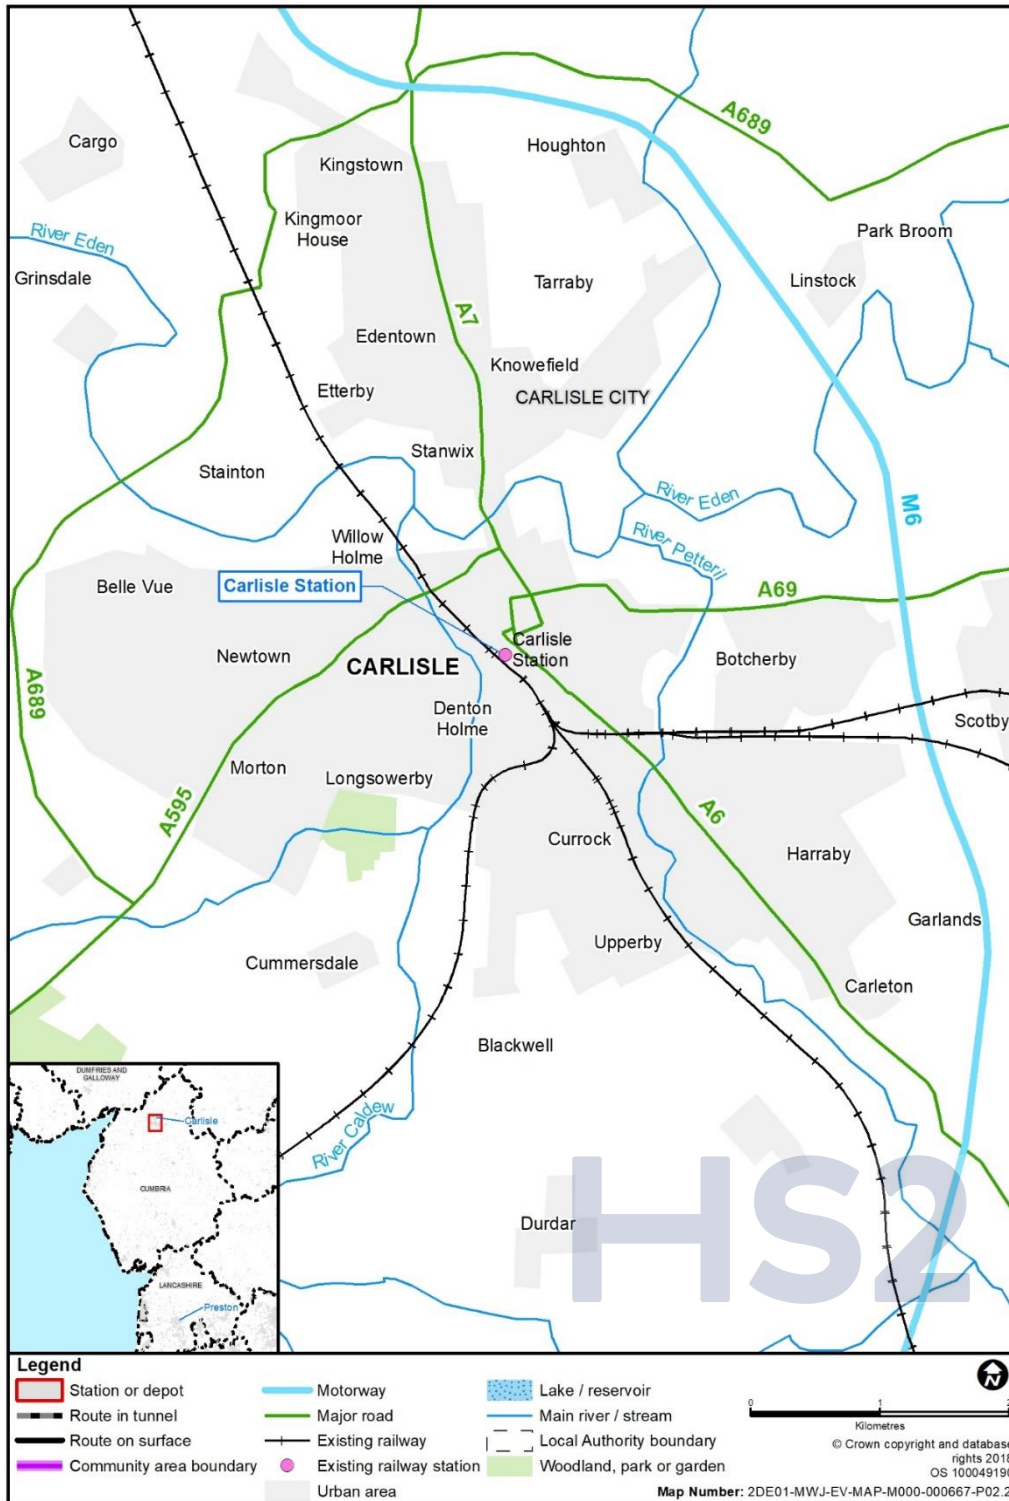 A689
Cargo
Houghton
Kingstown
Kingmoor
House
Park Broom
River Eden
Grinsdale
Linstock
Tarraby
A7
Edentown
Knowefield
Etterby
CARLISLE CITY
Stanwix
Stainton
River Eden
M6
River Petteril
Willow
Holme
Belle Vue
Carlisle Station
A69
Carlisle
Station
Newtown
CARLISLE
Botcherby
A689
Denton
Holme
Scotby
Morton
Longsowerby
A595
A6
Currock
Harraby
Garlands
Upperby
Cummersdale
Carleton
Blackwell
River Caldew
Durdar
HS2
DUMFRIES AND
GALLOWAY
Carlisle
CUMBRIA
LANCASHIRE
Preston
Legend
Station or depot
Route in tunnel
Route on surface
Community area boundary
Motorway
Major road
Existing railway
Existing railway station
Urban area
Lake / reservoir
Main river / stream
Local Authority boundary
Woodland, park or garden
N
0 1 2
Kilometres
© Crown copyright and database
rights 2018
OS 100049190
Map Number: 2DE01-MWJ-EV-MAP-M000-000667-P02.2